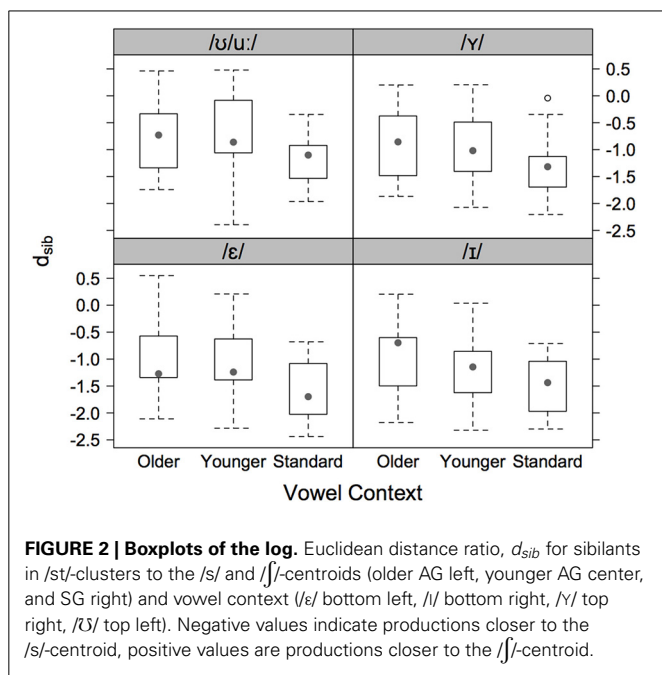 /ʊ/uː/ /ʏ/
0.5
0.0
-0.5
-1.0
-1.5
-2.0
-2.5
d_sib
/ɛ/ /ɪ/
0.5
0.0
-0.5
-1.0
-1.5
-2.0
-2.5
Older Younger Standard Older Younger Standard
Vowel Context
FIGURE 2 | Boxplots of the log. Euclidean distance ratio, d_sib for sibilants
in /st/-clusters to the /s/ and /ʃ/-centroids (older AG left, younger AG center,
and SG right) and vowel context (/ɛ/ bottom left, /ɪ/ bottom right, /ʏ/ top
right, /ʊ/ top left). Negative values indicate productions closer to the
/s/-centroid, positive values are productions closer to the /ʃ/-centroid.